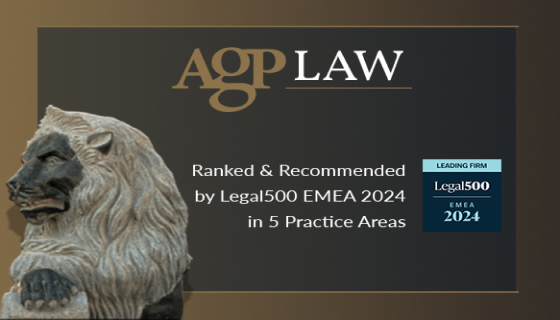 AgP LAW
Ranked & Recommended
by Legal500 EMEA 2024
in 5 Practice Areas
LEADING FIRM
Legal500
EMEA
2024